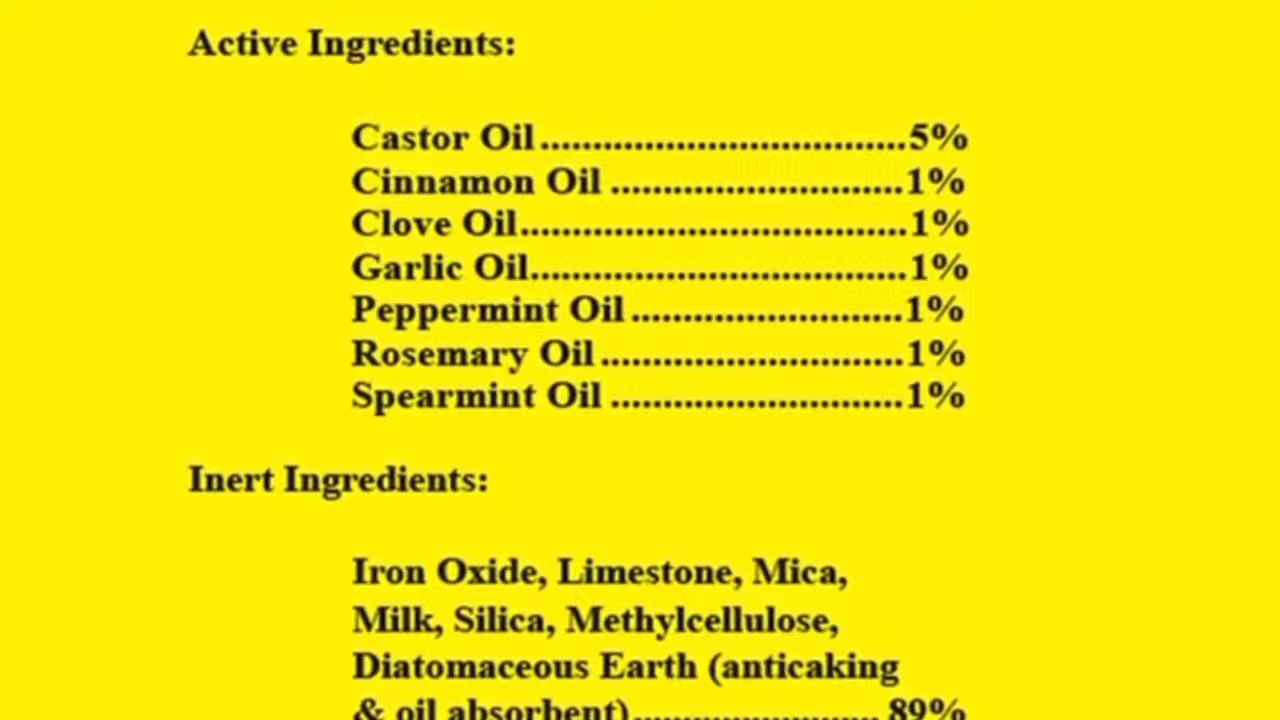 Active Ingredients:
Castor Oil..................................5%
Cinnamon Oil ...........................1%
Clove Oil....................................1%
Garlic Oil...................................1%
Peppermint Oil.........................1%
Rosemary Oil............................1%
Spearmint Oil ...........................1%
Inert Ingredients:
Iron Oxide, Limestone, Mica,
Milk, Silica, Methylcellulose,
Diatomaceous Earth (anticaking
& oil absorbent)....................... 89%